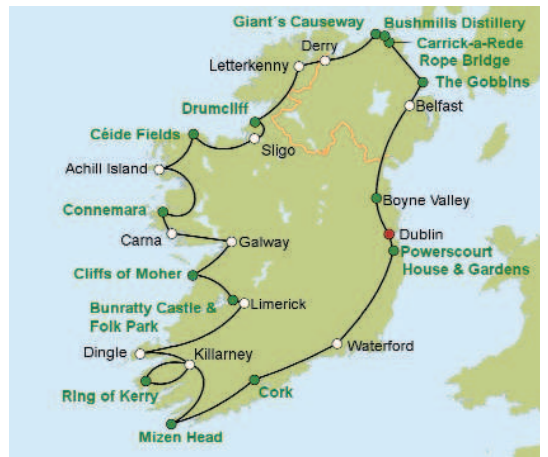 Giant´s Causeway
Bushmills Distillery
Derry
Carrick-a-Rede
Rope Bridge
Letterkenny
The Gobbins
Drumcliff
Belfast
Céide Fields
Sligo
Achill Island
Connemara
Boyne Valley
Carna
Galway
Dublin
Powerscourt
House & Gardens
Cliffs of Moher
Bunratty Castle &
Folk Park
Limerick
Dingle
Killarney
Waterford
Ring of Kerry
Cork
Mizen Head